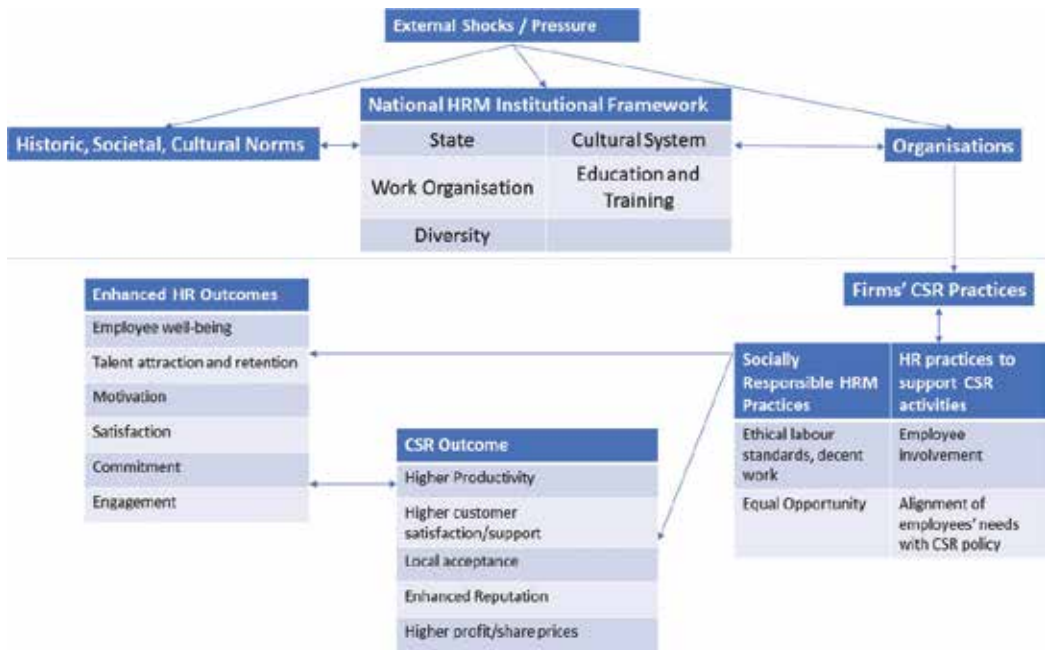 External Shocks / Pressure
National HRM Institutional Framework
Historic, Societal, Cultural Norms
State
Cultural System
Organisations
Work Organisation
Education and
Training
Diversity
Enhanced HR Outcomes
Employee well-being
Talent attraction and retention
Motivation
Satisfaction
Commitment
Engagement
Firms' CSR Practices
Socially
Responsible HRM
Practices
HR practices to
support CSR
activities
Ethical labour
standards, decent
work
Employee
Involvement
Equal Opportunity
Alignment of
employees' needs
with CSR policy
CSR Outcome
Higher Productivity
Higher customer
satisfaction/support
Local acceptance
Enhanced Reputation
Higher profit/share prices